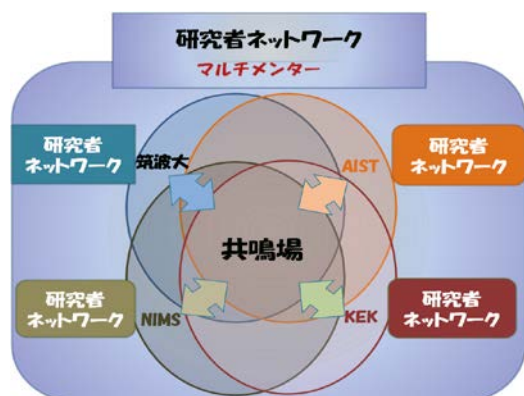 研究者ネットワーク
マルチメンター
研究者
ネットワーク
筑波大
AIST
研究者
ネットワーク
共鳴場
研究者
ネットワーク
NIMS
KEK
研究者
ネットワーク